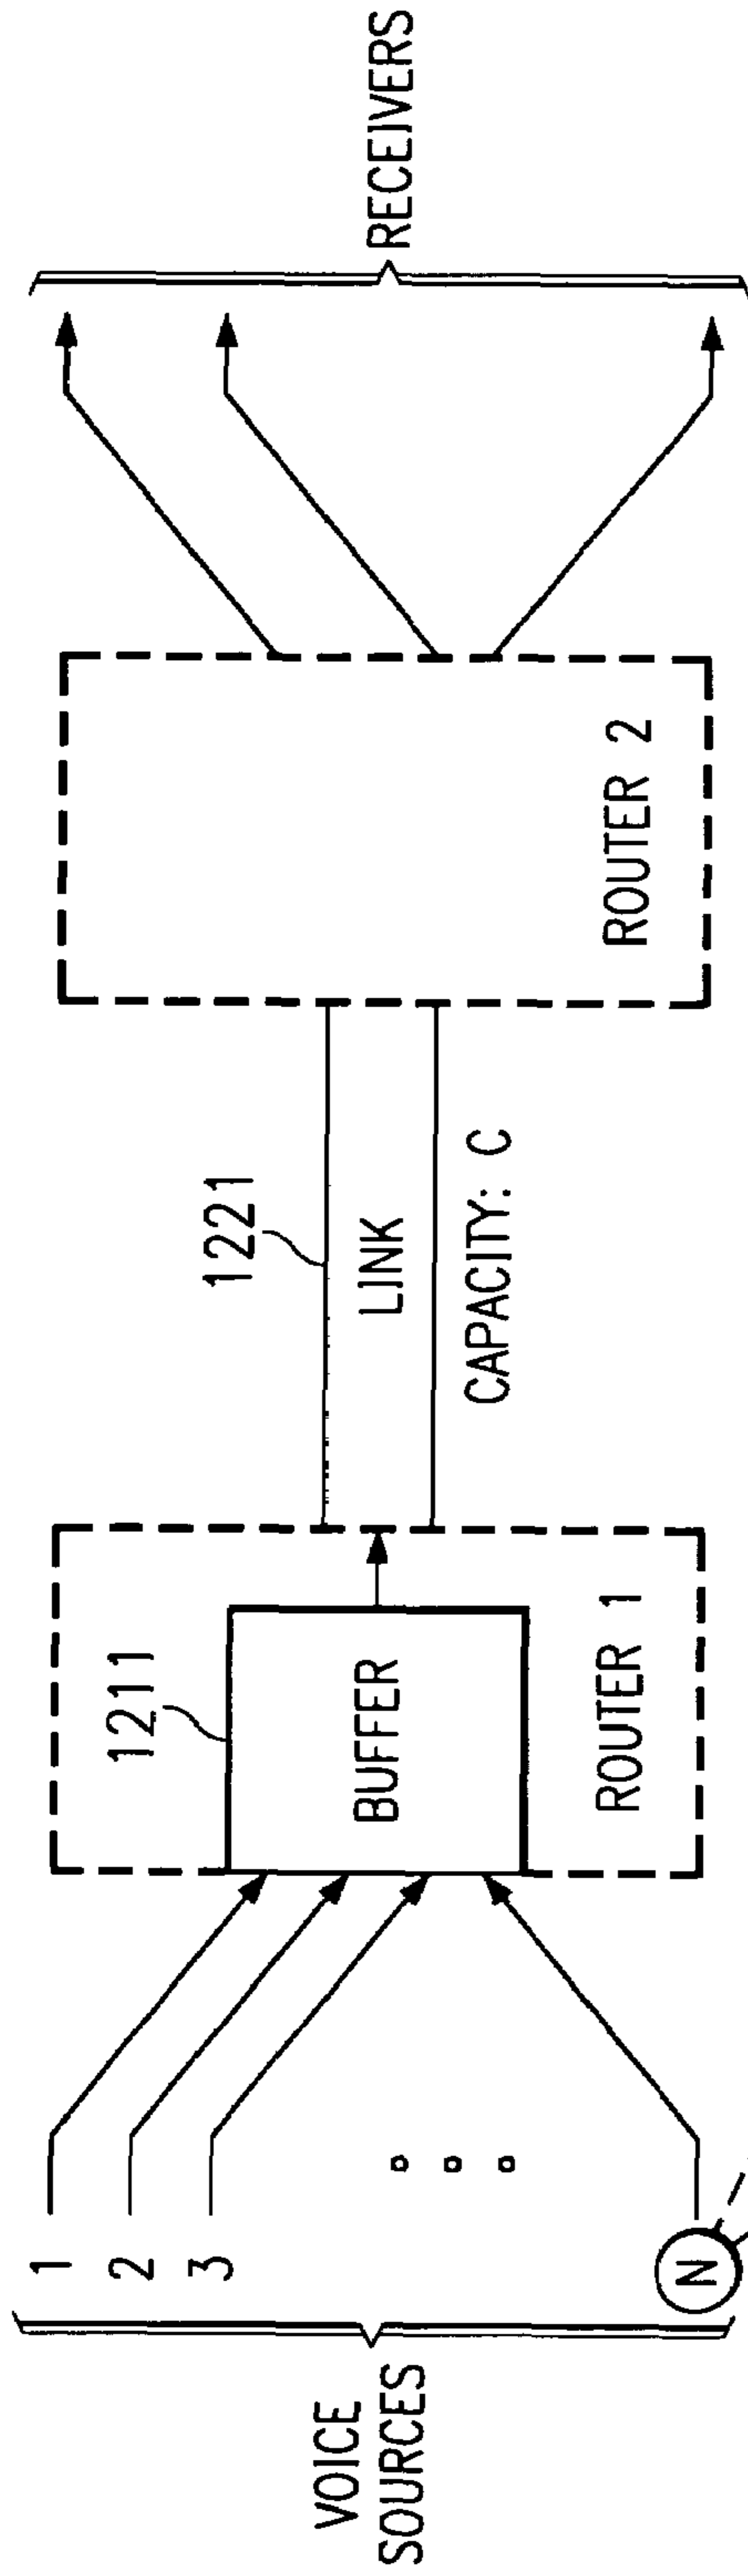 VOICE
SOURCES
1
2
3
N
1211
BUFFER
ROUTER 1
1221
LINK
CAPACITY: C
ROUTER 2
RECEIVERS